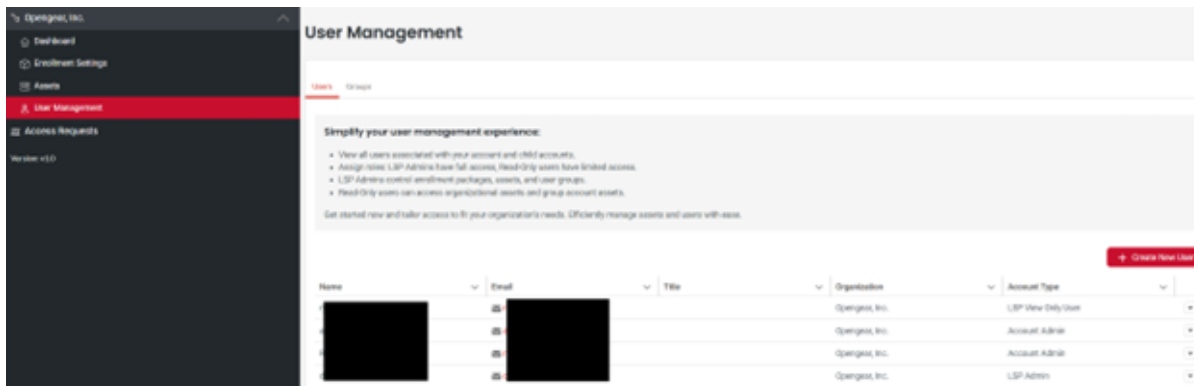 Opengear, Inc.
Dashboard
Enrollment Settings
Assets
User Management
Access Requests
Version: v1.0
User Management
Users Groups
Simplify your user management experience:
• View all users associated with your account and child accounts.
• Assign roles: LSP Admins have full access, Read-Only users have limited access.
• LSP Admins control enrollment packages, assets, and user groups.
• Read-Only users can access organizational assets and group account assets.
Get started now and tailor access to fit your organization's needs. Efficiently manage assets and users with ease.
+ Create New User
Name Email Title Organization Account Type
Opengear, Inc. LSP View Only User
Opengear, Inc. Account Admin
Opengear, Inc. Account Admin
Opengear, Inc. LSP Admin